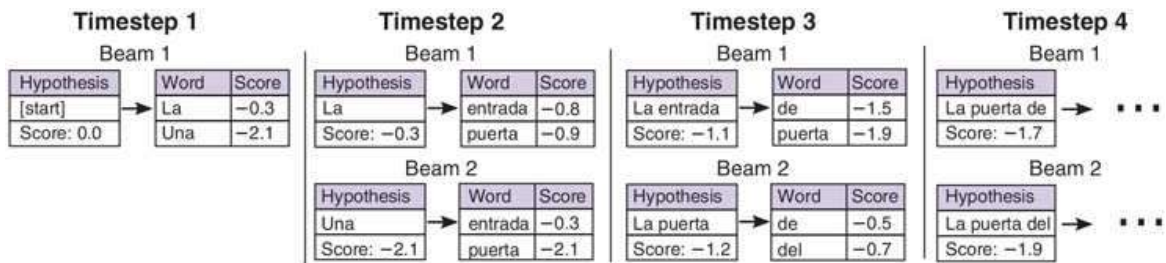 Timestep 1
Beam 1
Hypothesis
[start]
Score: 0.0
Word Score
La −0.3
Una −2.1
Timestep 2
Beam 1
Hypothesis
La
Score: −0.3
Word Score
entrada −0.8
puerta −0.9
Beam 2
Hypothesis
Una
Score: −2.1
Word Score
entrada −0.3
puerta −2.1
Timestep 3
Beam 1
Hypothesis
La entrada
Score: −1.1
Word Score
de −1.5
puerta −1.9
Beam 2
Hypothesis
La puerta
Score: −1.2
Word Score
de −0.5
del −0.7
Timestep 4
Beam 1
Hypothesis
La puerta de
Score: −1.7
...
Beam 2
Hypothesis
La puerta del
Score: −1.9
...